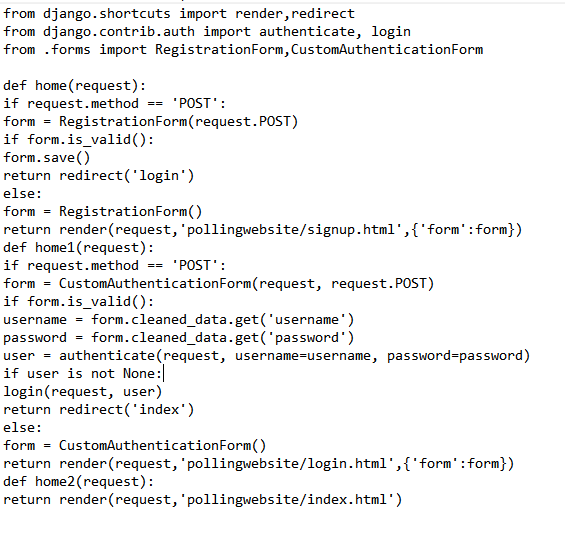 from django.shortcuts import render,redirect
from django.contrib.auth import authenticate, login
from .forms import RegistrationForm,CustomAuthenticationForm
def home(request):
if request.method == 'POST':
form = RegistrationForm(request.POST)
if form.is_valid():
form.save()
return redirect('login')
else:
form = RegistrationForm()
return render(request,'pollingwebsite/signup.html',{'form':form})
def home1(request):
if request.method == 'POST':
form = CustomAuthenticationForm(request, request.POST)
if form.is_valid():
username = form.cleaned_data.get('username')
password = form.cleaned_data.get('password')
user = authenticate(request, username=username, password=password)
if user is not None:
login(request, user)
return redirect('index')
else:
form = CustomAuthenticationForm()
return render(request,'pollingwebsite/login.html',{'form':form})
def home2(request):
return render(request,'pollingwebsite/index.html')